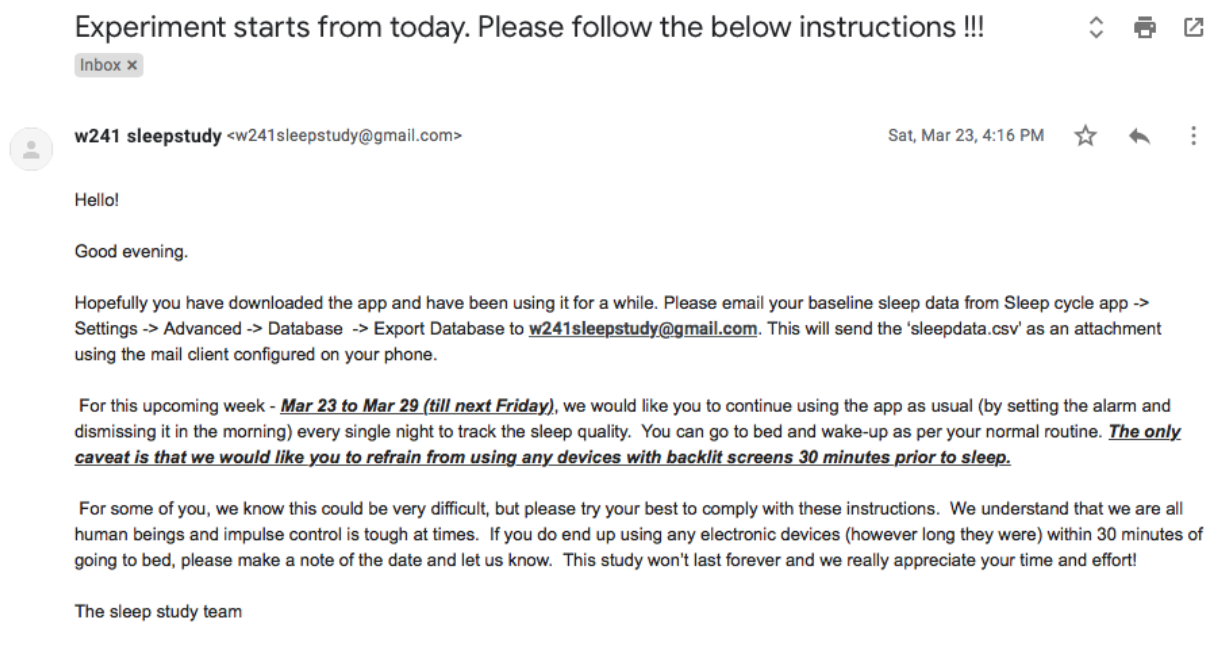 Experiment starts from today. Please follow the below instructions !!!
Inbox ×
w241 sleepstudy <w241sleepstudy@gmail.com>
Sat, Mar 23, 4:16 PM
Hello!
Good evening.
Hopefully you have downloaded the app and have been using it for a while. Please email your baseline sleep data from Sleep cycle app ->
Settings -> Advanced -> Database -> Export Database to w241sleepstudy@gmail.com. This will send the 'sleepdata.csv' as an attachment
using the mail client configured on your phone.
For this upcoming week - Mar 23 to Mar 29 (till next Friday), we would like you to continue using the app as usual (by setting the alarm and
dismissing it in the morning) every single night to track the sleep quality. You can go to bed and wake-up as per your normal routine. The only
caveat is that we would like you to refrain from using any devices with backlit screens 30 minutes prior to sleep.
For some of you, we know this could be very difficult, but please try your best to comply with these instructions. We understand that we are all
human beings and impulse control is tough at times. If you do end up using any electronic devices (however long they were) within 30 minutes of
going to bed, please make a note of the date and let us know. This study won't last forever and we really appreciate your time and effort!
The sleep study team